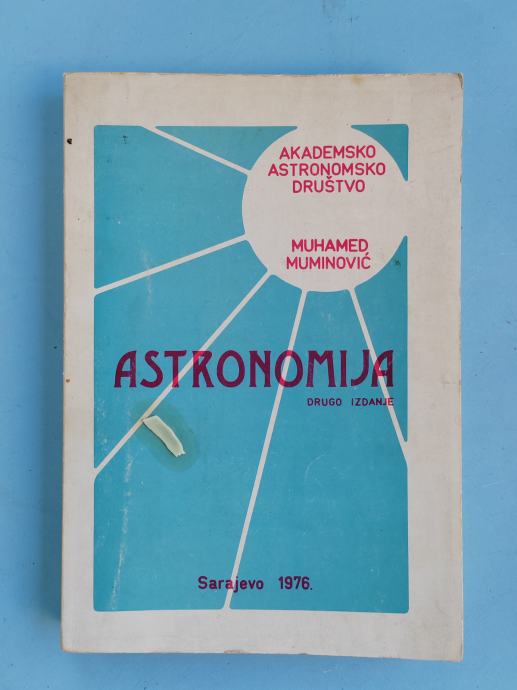 AKADEMSKO
ASTRONOMSKO
DRUŠTVO
MUHAMED
MUMINOVIĆ
ASTRONOMIJA
DRUGO IZDANJE
Sarajevo 1976.